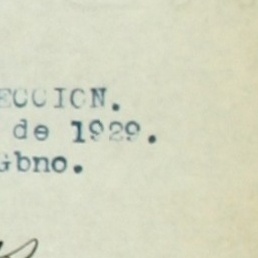 ECCION.
de 1929.
Gbno.